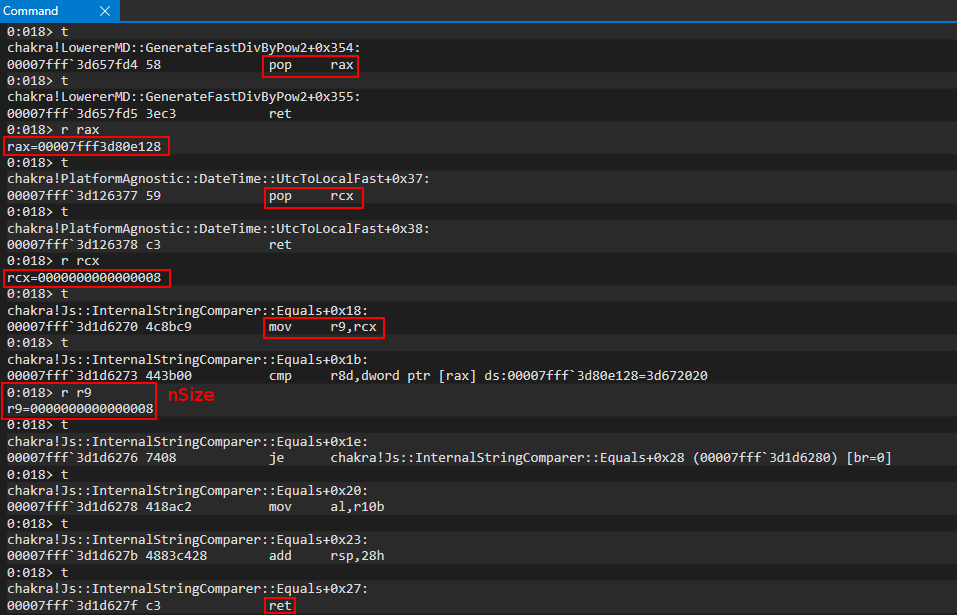 Command
0:018> t
chakra!LowererMD::GenerateFastDivByPow2+0x354:
00007fff`3d657fd4 58 pop rax
0:018> t
chakra!LowererMD::GenerateFastDivByPow2+0x355:
00007fff`3d657fd5 3ec3 ret
0:018> r rax
rax=00007fff3d80e128
0:018> t
chakra!PlatformAgnostic::DateTime::UtcToLocalFast+0x37:
00007fff`3d126377 59 pop rcx
0:018> t
chakra!PlatformAgnostic::DateTime::UtcToLocalFast+0x38:
00007fff`3d126378 c3 ret
0:018> r rcx
rcx=0000000000000008
0:018> t
chakra!Js::InternalStringComparer::Equals+0x18:
00007fff`3d1d6270 4c8bc9 mov r9,rcx
0:018> t
chakra!Js::InternalStringComparer::Equals+0x1b:
00007fff`3d1d6273 443b00 cmp r8d,dword ptr [rax] ds:00007fff`3d80e128=3d672020
0:018> r r9 nSize
r9=0000000000000008
0:018> t
chakra!Js::InternalStringComparer::Equals+0x1e:
00007fff`3d1d6276 7408 je chakra!Js::InternalStringComparer::Equals+0x28 (00007fff`3d1d6280) [br=0]
0:018> t
chakra!Js::InternalStringComparer::Equals+0x20:
00007fff`3d1d6278 418ac2 mov al,r10b
0:018> t
chakra!Js::InternalStringComparer::Equals+0x23:
00007fff`3d1d627b 4883c428 add rsp,28h
0:018> t
chakra!Js::InternalStringComparer::Equals+0x27:
00007fff`3d1d627f c3 ret